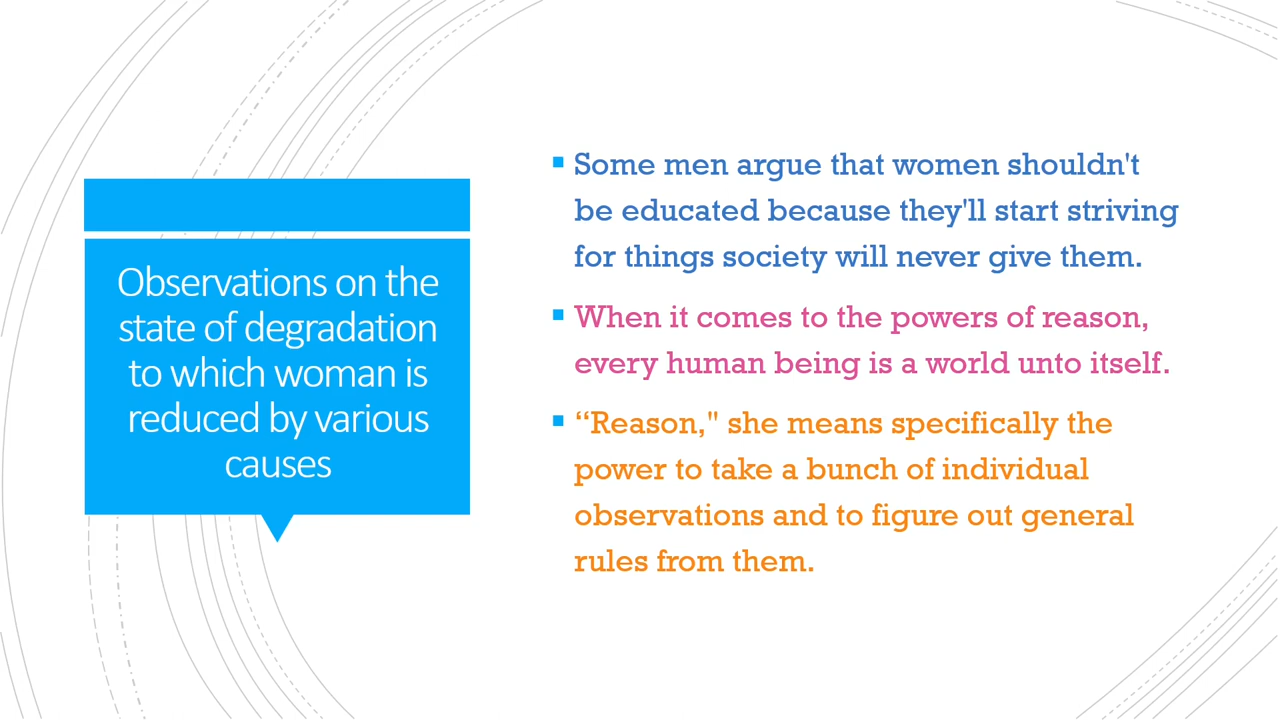 Observations on the
state of degradation
to which woman is
reduced by various
causes
Some men argue that women shouldn't
be educated because they'll start striving
for things society will never give them.
When it comes to the powers of reason,
every human being is a world unto itself.
“Reason," she means specifically the
power to take a bunch of individual
observations and to figure out general
rules from them.